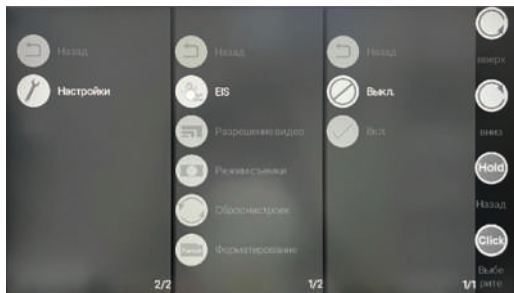 Назад
Настройки
2/2
Назад
EIS
Разрешение видео
Режим съемки
Сброс настроек
Форматирование
1/2
Назад
Выкл.
Вкл.
1/1
вверх
вниз
Hold
Назад
Click
Выбе
рите